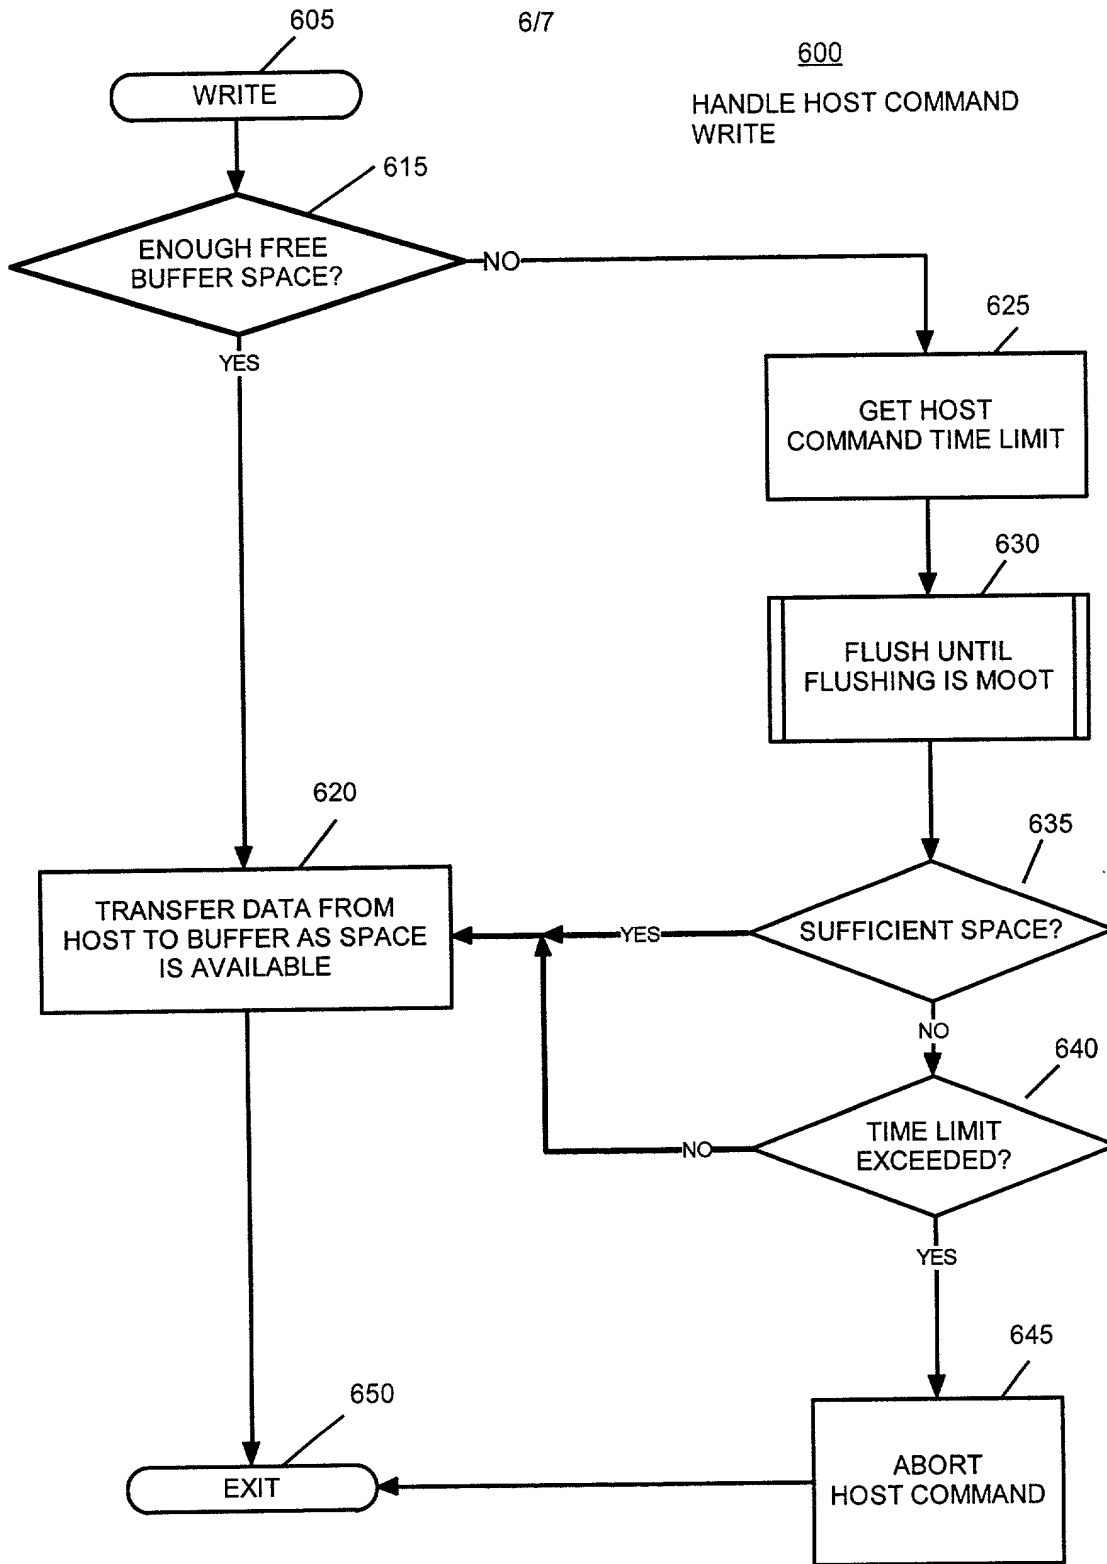 605
6/7
600
WRITE
HANDLE HOST COMMAND
WRITE
615
ENOUGH FREE
BUFFER SPACE?
NO
YES
625
GET HOST
COMMAND TIME LIMIT
630
FLUSH UNTIL
FLUSHING IS MOOT
620
635
TRANSFER DATA FROM
HOST TO BUFFER AS SPACE
IS AVAILABLE
YES
SUFFICIENT SPACE?
NO
640
TIME LIMIT
EXCEEDED?
NO
YES
645
650
EXIT
ABORT
HOST COMMAND